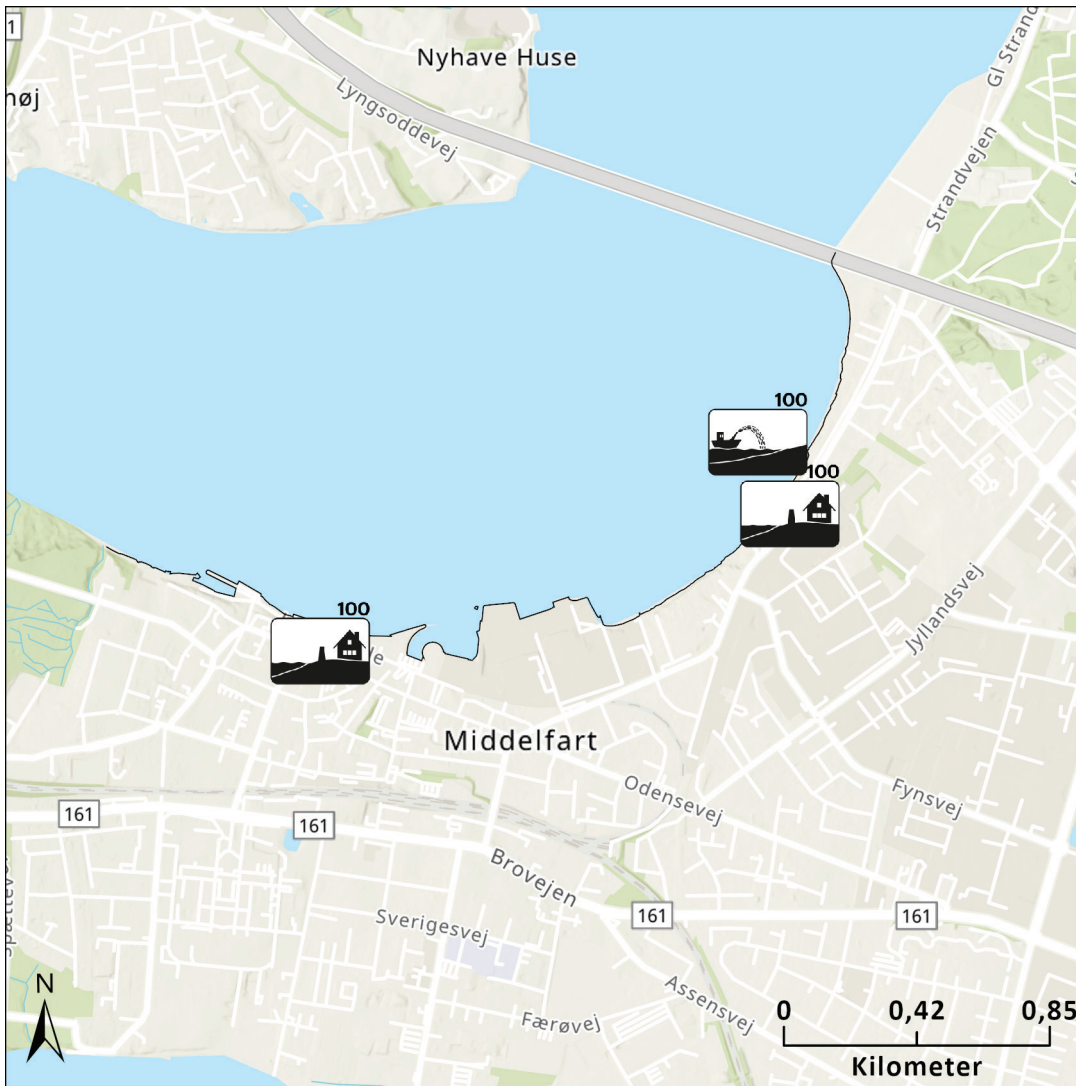 1
Nyhave Huse
Gl Strand
høj
Lyngsoddevej
Strandvejen
100
100
100
le
Jyllandsvej
Middelfart
Odensevej
Fynsvej
161
161
Brovejen
161
161
Sverigesvej
Assensvej
Færøvej
N
0 0,42 0,85
Kilometer